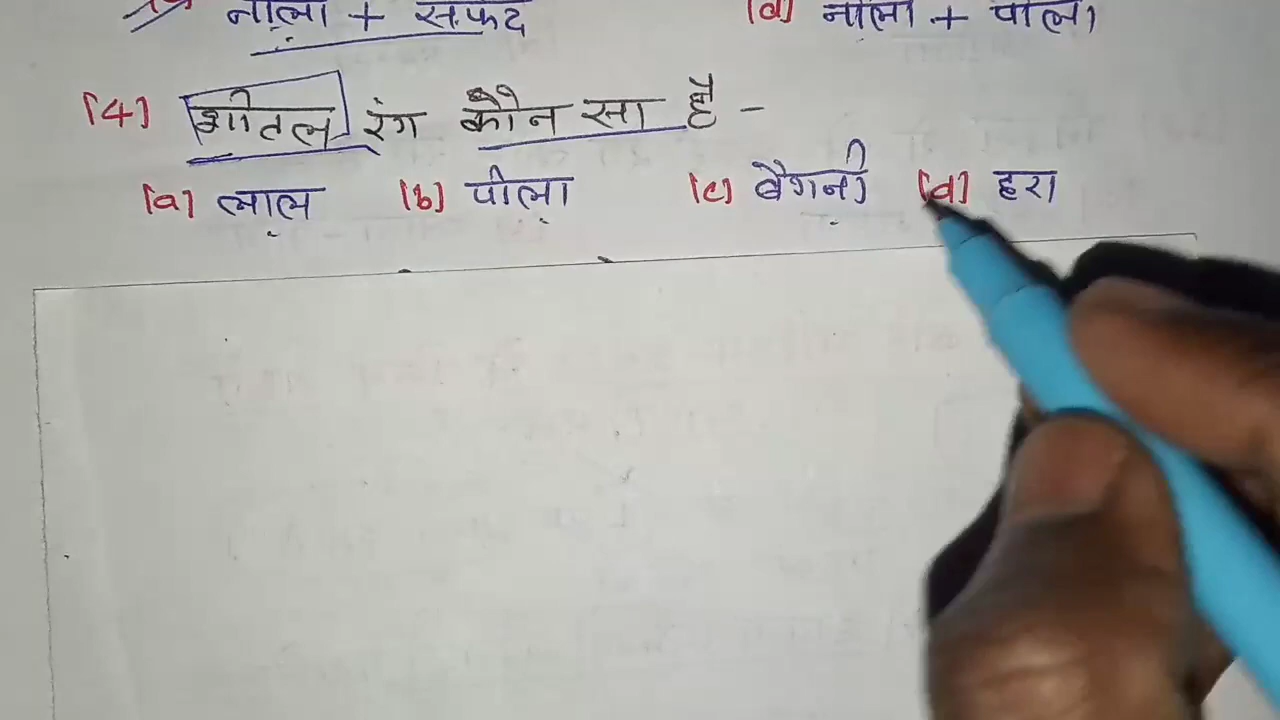 नीला + सफेद (d) नीला + पीला
(4) शीतल रंग कौन सा है -
(a) लाल (b) पीला (c) बैगनी (d) हरा